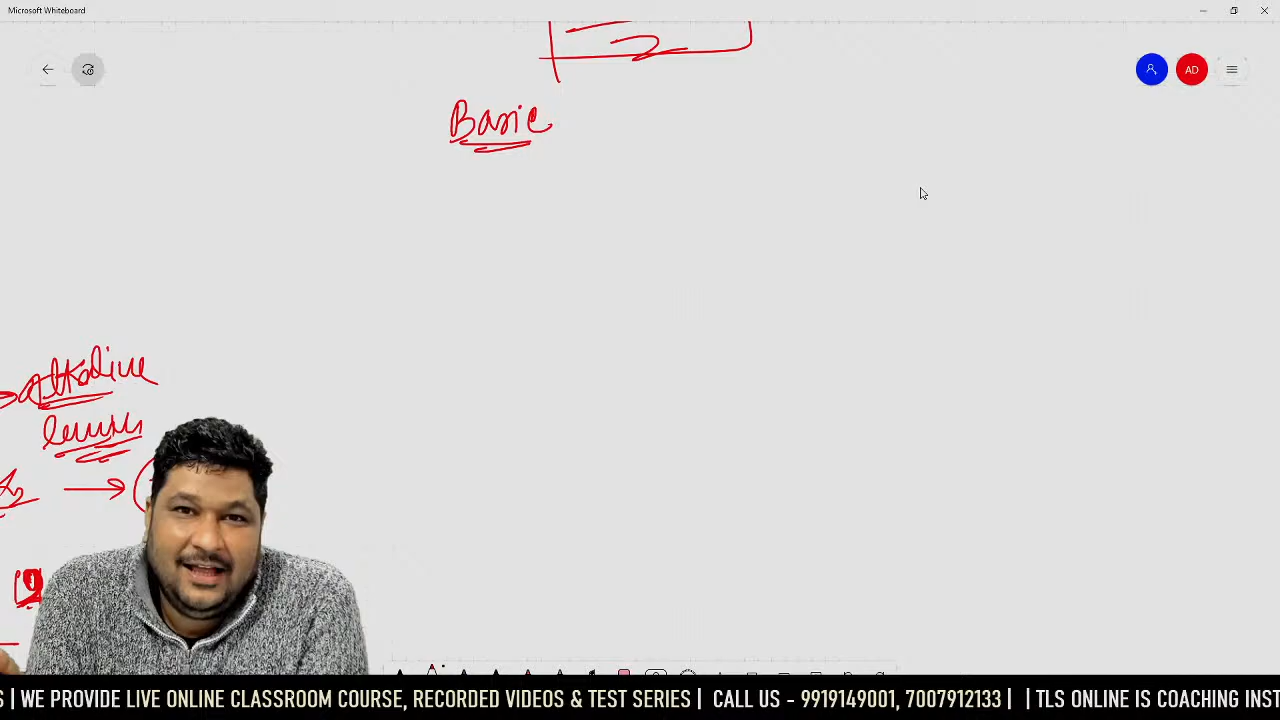 Microsoft Whiteboard
AD
Basic
alkaline
S | WE PROVIDE LIVE ONLINE CLASSROOM COURSE, RECORDED VIDEOS & TEST SERIES | CALL US - 9919149001, 7007912133 | | TLS ONLINE IS COACHING INST